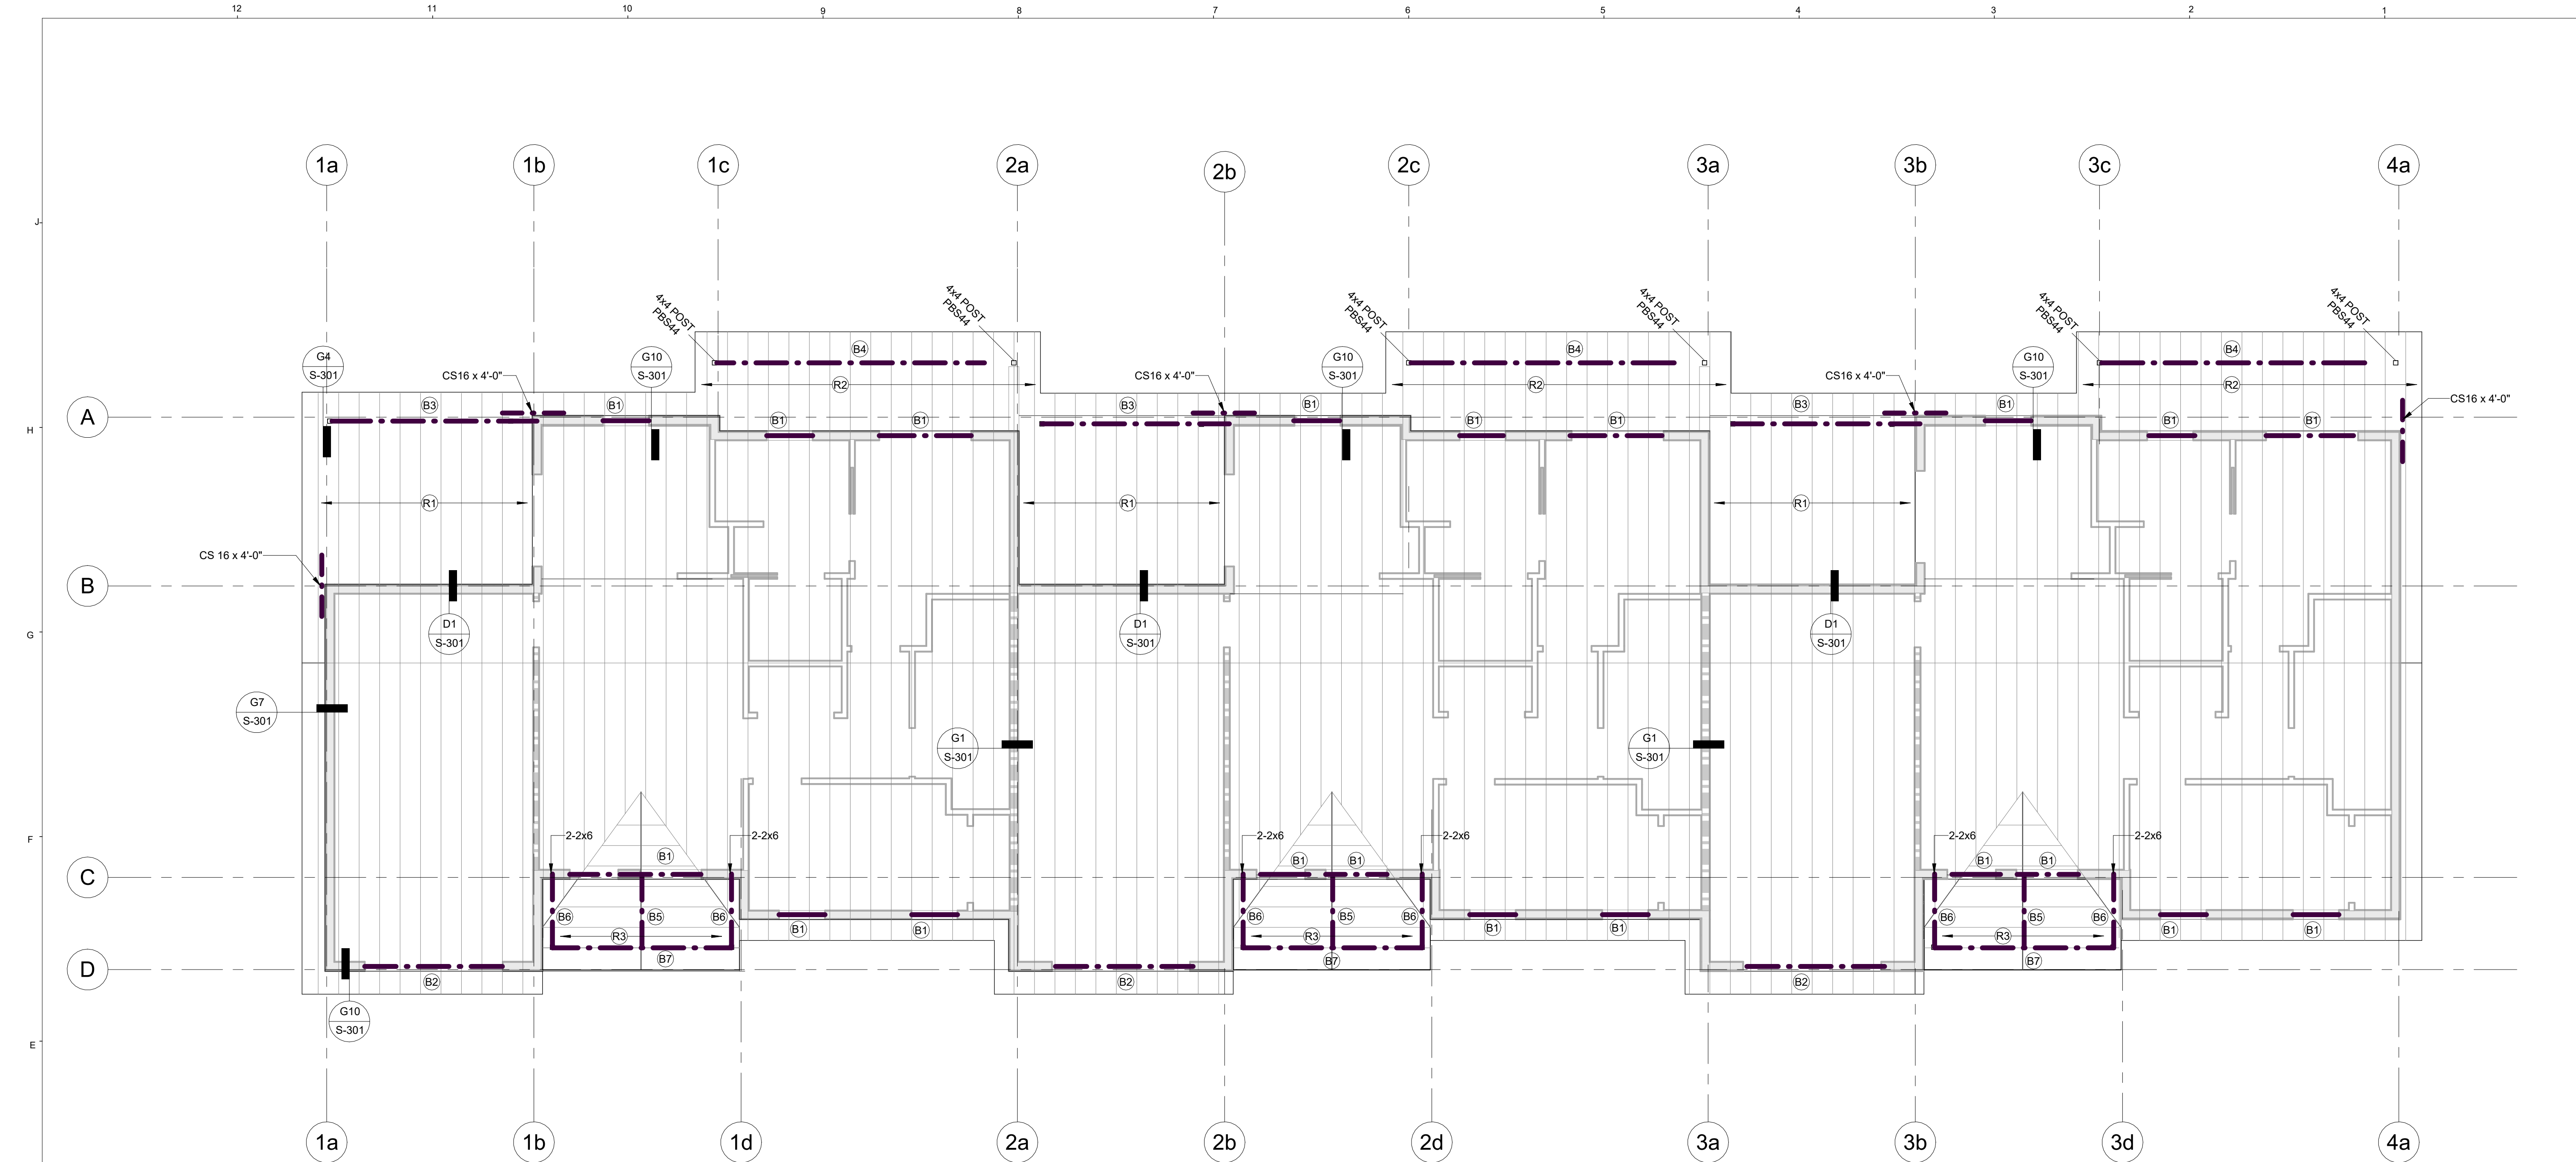 12 11 10 9 8 7 6 5 4 3 2 1
1a 1b 1c 2a 2b 2c 3a 3b 3c 4a
J
4x4 POST
PBS44
4x4 POST
PBS44
4x4 POST
PBS44
4x4 POST
PBS44
4x4 POST
PBS44
4x4 POST
PBS44
B4 B4 B4
G4
S-301
G10
S-301
G10
S-301
G10
S-301
CS16 x 4'-0"
CS16 x 4'-0"
CS16 x 4'-0"
R2 R2 R2
CS16 x 4'-0"
B3 B1 B3 B1 B3 B1
A
B1 B1 B1 B1 B1 B1
H
R1 R1 R1
CS 16 x 4'-0"
B
D1
S-301
D1
S-301
D1
S-301
G
G7
S-301
G1
S-301
G1
S-301
F
2-2x6 2-2x6 2-2x6 2-2x6 2-2x6 2-2x6
B1 B1 B1 B1 B1
C
B6 B5 B6 B6 B5 B6 B6 B5 B6
B1 B1 B1 B1 B1 B1
R3 R3 R3
B7 B7 B7
D
B2 B2 B2
G10
S-301
E
1a 1b 1d 2a 2b 2d 3a 3b 3d 4a